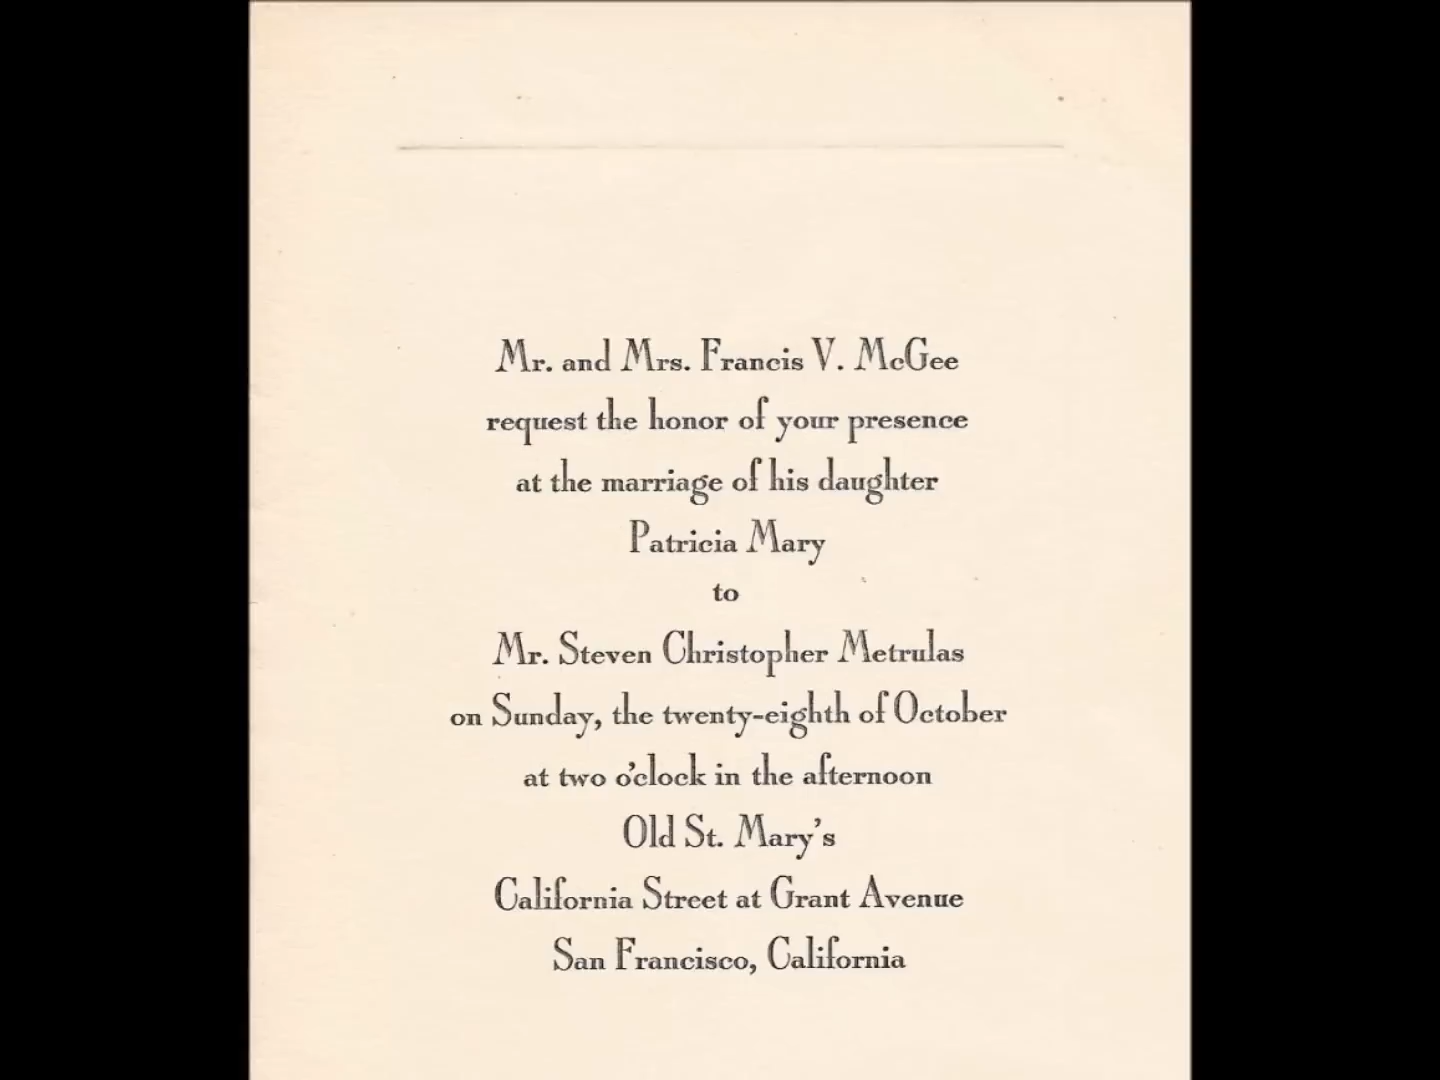 Mr. and Mrs. Francis V. McGee
request the honor of your presence
at the marriage of his daughter
Patricia Mary
to
Mr. Steven Christopher Metrulas
on Sunday, the twenty-eighth of October
at two o'clock in the afternoon
Old St. Mary's
California Street at Grant Avenue
San Francisco, California